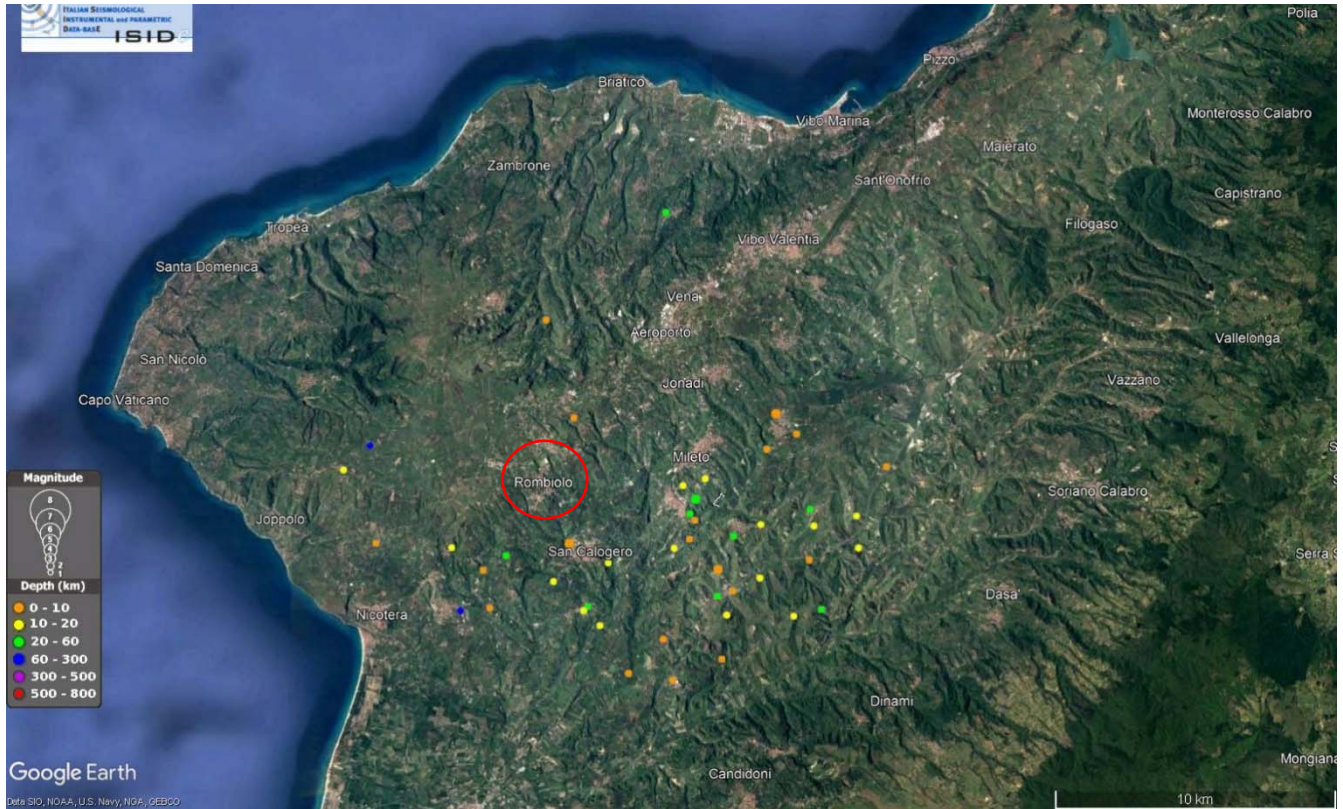 ITALIAN SEISMOLOGICAL
INSTRUMENTAL and PARAMETRIC
DATA-BASE ISIDe
Polia
Pizzo
Briatico
Vibo Marina
Monterosso Calabro
Maierato
Zambrone
Sant'Onofrio
Capistrano
Filogaso
Tropea
Vibo Valentia
Santa Domenica
Vena
Aeroporto
Vallelonga
San Nicolò
Jonadi
Vazzano
Capo Vaticano
Mileto
Rombiolo
Soriano Calabro
Joppolo
San Calogero
Serra S
Dasa'
Nicotera
Dinami
Mongiana
Candidoni
Magnitude
8
7
6
5
4
3
2
1
Depth (km)
0 - 10
10 - 20
20 - 60
60 - 300
300 - 500
500 - 800
Google Earth
Data SIO, NOAA, U.S. Navy, NGA, GEBCO
10 km